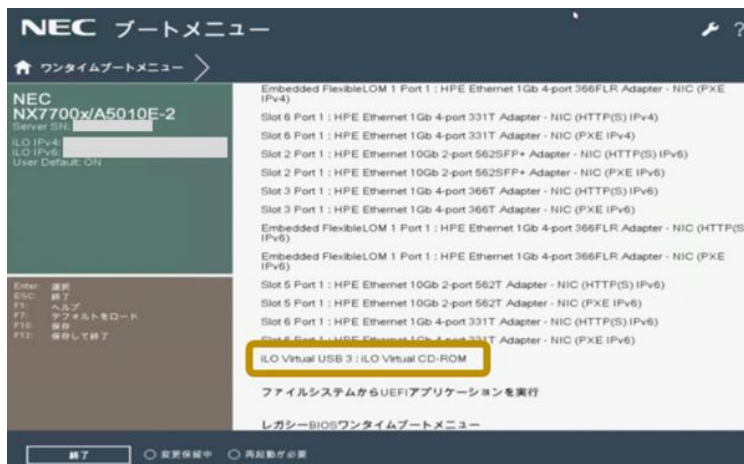 NEC ブートメニュー
?
ワンタイムブートメニュー
NEC
NX7700x/A5010E-2
Server SN:
iLO IPv4:
iLO IPv6:
User Default: ON
Enter: 選択
ESC: 終了
F1: ヘルプ
F7: デフォルトをロード
F10: 保存
F12: 保存して終了
Embedded FlexibleLOM 1 Port 1 : HPE Ethernet 1Gb 4-port 366FLR Adapter - NIC (PXE
IPv4)
Slot 6 Port 1 : HPE Ethernet 1Gb 4-port 331T Adapter - NIC (HTTP(S) IPv4)
Slot 6 Port 1 : HPE Ethernet 1Gb 4-port 331T Adapter - NIC (PXE IPv4)
Slot 2 Port 1 : HPE Ethernet 10Gb 2-port 562SFP+ Adapter - NIC (HTTP(S) IPv6)
Slot 2 Port 1 : HPE Ethernet 10Gb 2-port 562SFP+ Adapter - NIC (PXE IPv6)
Slot 3 Port 1 : HPE Ethernet 1Gb 4-port 366T Adapter - NIC (HTTP(S) IPv6)
Slot 3 Port 1 : HPE Ethernet 1Gb 4-port 366T Adapter - NIC (PXE IPv6)
Embedded FlexibleLOM 1 Port 1 : HPE Ethernet 1Gb 4-port 366FLR Adapter - NIC (HTTP(S
IPv6)
Embedded FlexibleLOM 1 Port 1 : HPE Ethernet 1Gb 4-port 366FLR Adapter - NIC (PXE
IPv6)
Slot 5 Port 1 : HPE Ethernet 10Gb 2-port 562T Adapter - NIC (HTTP(S) IPv6)
Slot 5 Port 1 : HPE Ethernet 10Gb 2-port 562T Adapter - NIC (PXE IPv6)
Slot 6 Port 1 : HPE Ethernet 1Gb 4-port 331T Adapter - NIC (HTTP(S) IPv6)
Slot 6 Port 1 : HPE Ethernet 1Gb 4-port 331T Adapter - NIC (PXE IPv6)
iLO Virtual USB 3 : iLO Virtual CD-ROM
ファイルシステムからUEFIアプリケーションを実行
レガシーBIOSワンタイムブートメニュー
終了
変更保留中
再起動が必要